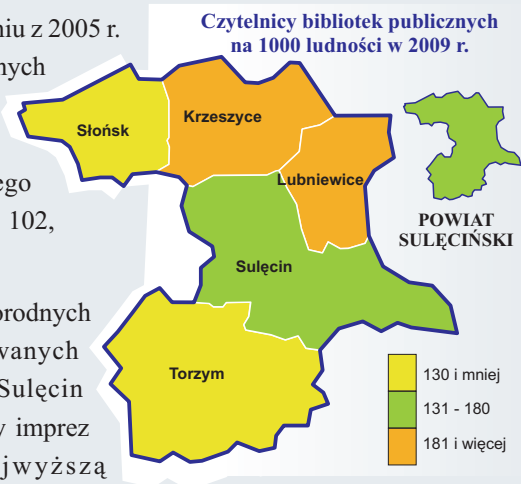 niu z 2005 r.
nych
ego
102,
orodnych
wanych
Sulęcin
y imprez
jwyższą
Czytelnicy bibliotek publicznych
na 1000 ludności w 2009 r.
Słońsk
Krzeszyce
Lubniewice
Sulęcin
Torzym
POWIAT
SULĘCIŃSKI
130 i mniej
131 - 180
181 i więcej